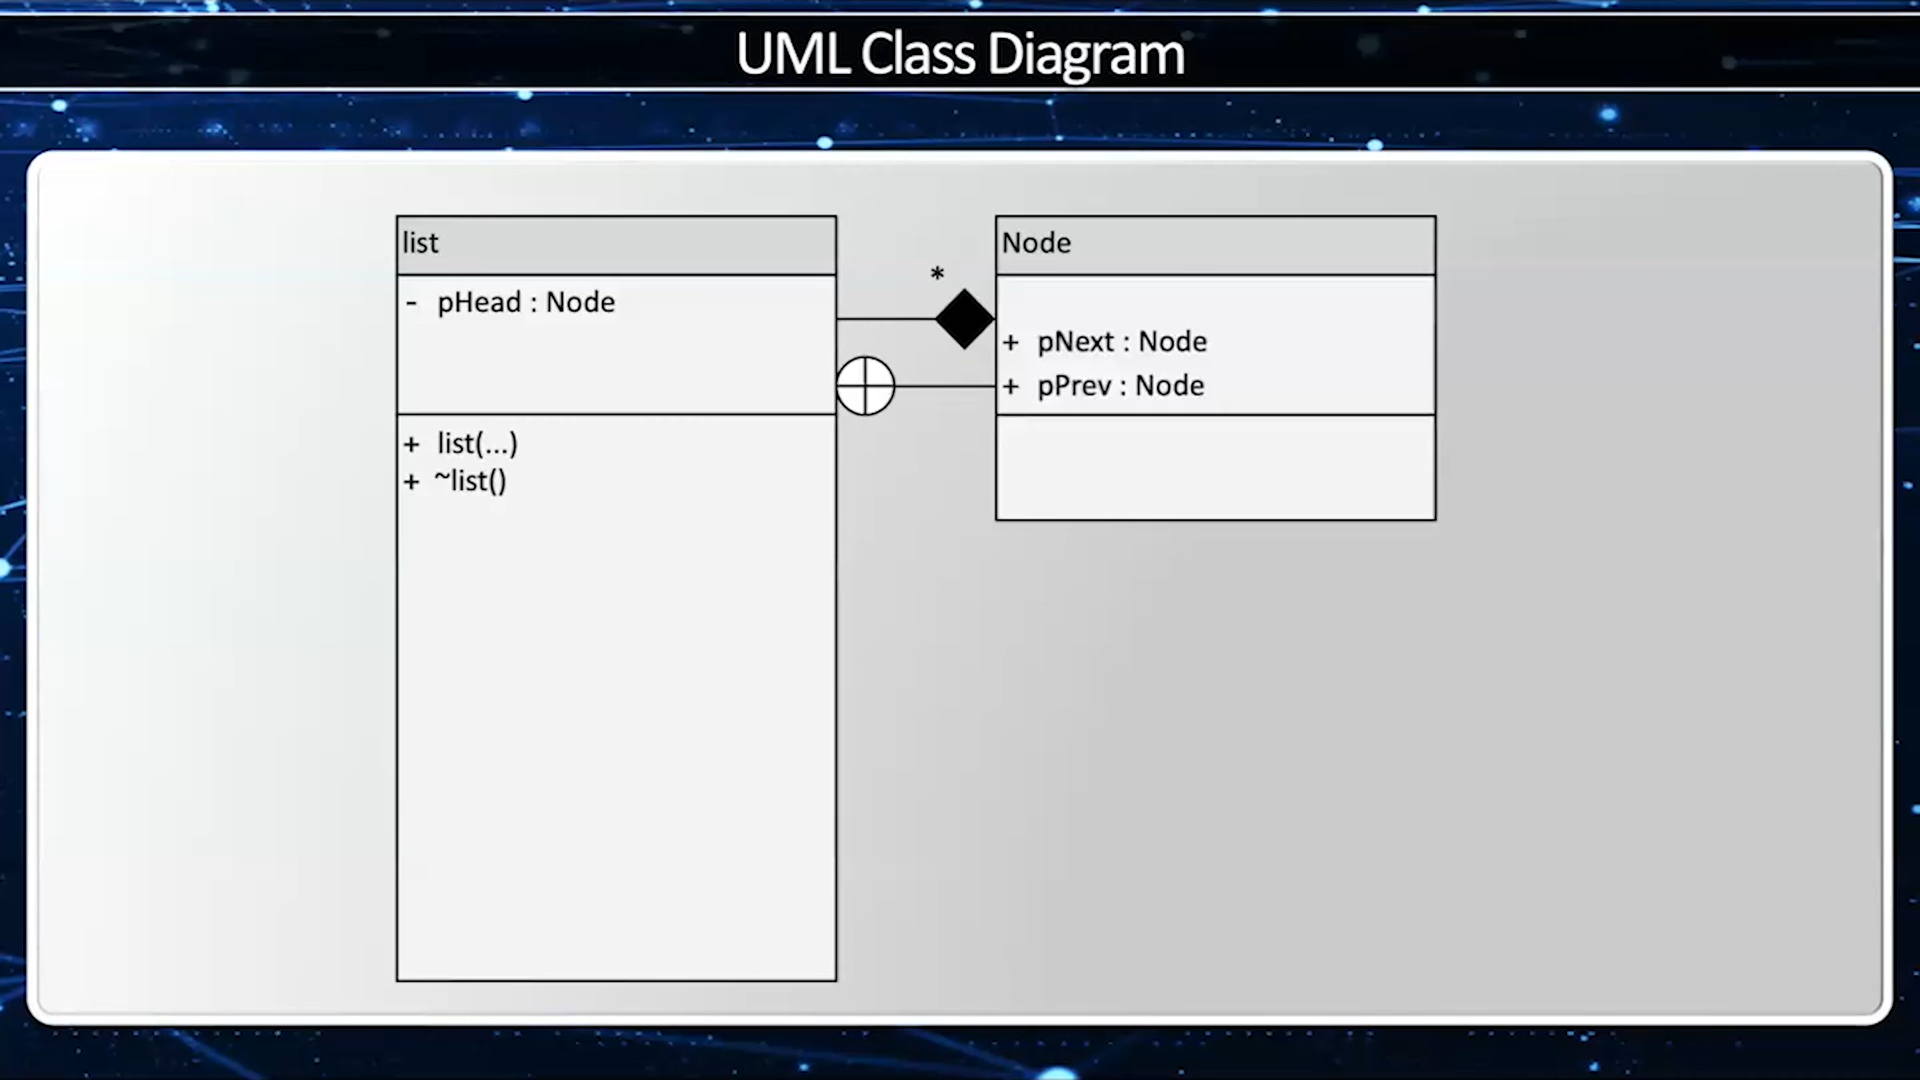 UML Class Diagram
list
- pHead : Node
+ list(...)
+ ~list()
*
Node
+ pNext : Node
+ pPrev : Node